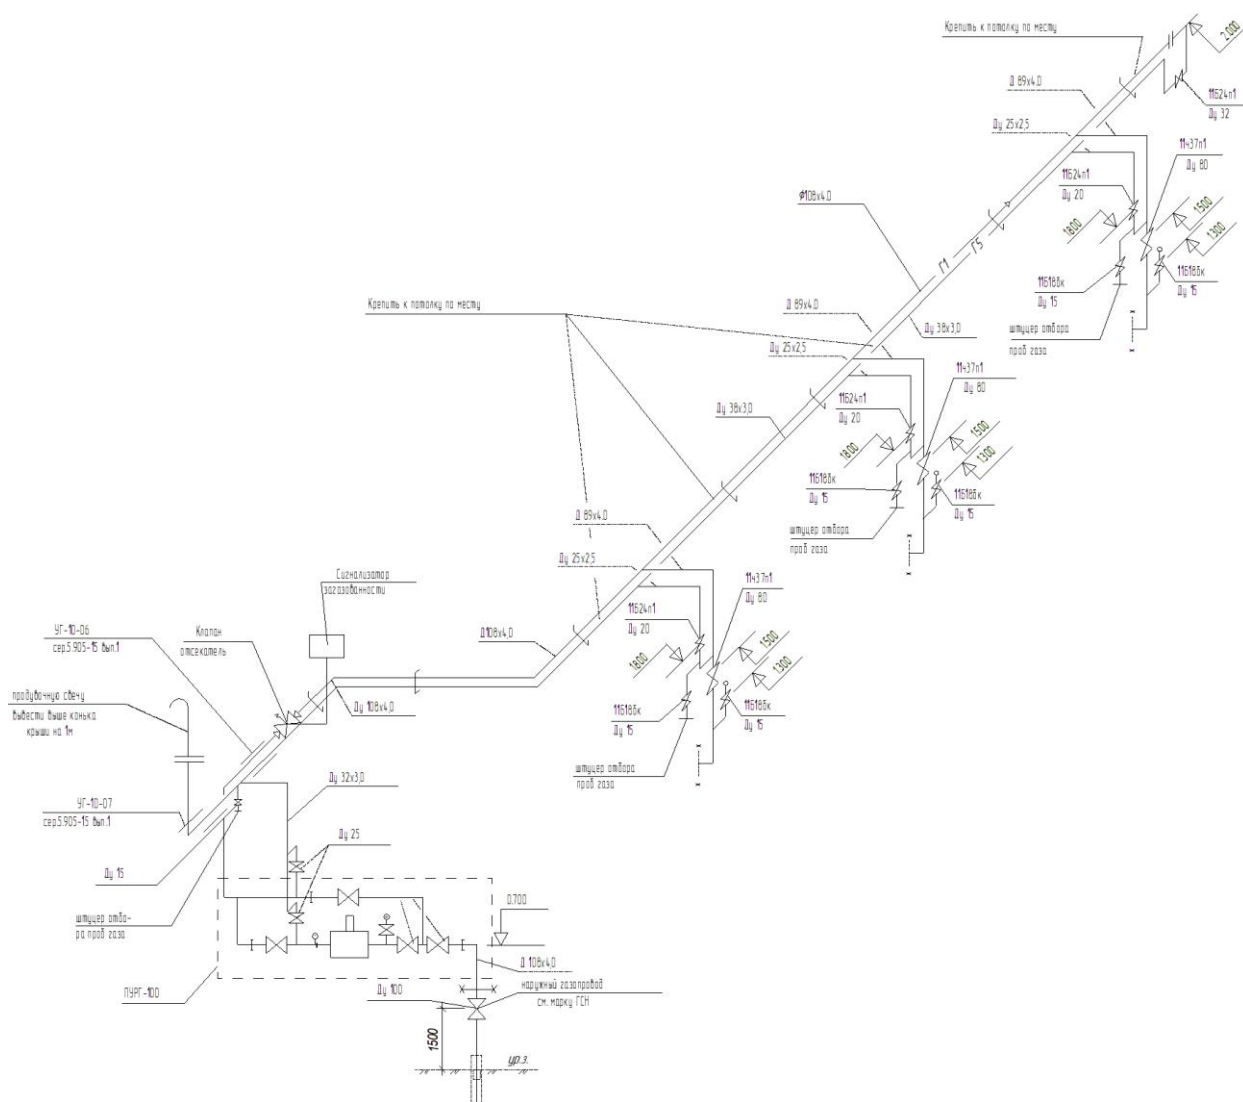 Крепить к потолку по месту
2.000
Д 89х4,0
11Б24п1
Ду 32
Ду 25х2,5
11ч37п1
Ду 80
11Б24п1
Ду 20
Ф108х4,0
1500
1800
1300
Г1
Г5
11Б18бк
Ду 15
11Б18бк
Ду 15
Крепить к потолку по месту
Д 89х4,0
Ду 38х3,0
штуцер отбора
проб газа
Ду 25х2,5
11ч37п1
Ду 80
11Б24п1
Ду 20
Ду 38х3,0
1500
1800
1300
11Б18бк
Ду 15
11Б18бк
Ду 15
Д 89х4,0
штуцер отбора
проб газа
Ду 25х2,5
Сигнализатор
загазованности
11ч37п1
Ду 80
11Б24п1
Ду 20
УГ-10-06
сер.5.905-15 вып.1
Клапан
отсекатель
Д108х4,0
1500
1800
1300
продувочную свечу
вывести выше конька
крыши на 1м
Ду 108х4,0
11Б18бк
Ду 15
11Б18бк
Ду 15
штуцер отбора
проб газа
Ду 32х3,0
УГ-10-07
сер.5.905-15 вып.1
Ду 25
Ду 15
штуцер отбо-
ра проб газа
0.700
Д 108х4,0
ПУРГ-100
Ду 100
наружный газопровод
см. марку ГСН
1500
ур.з.